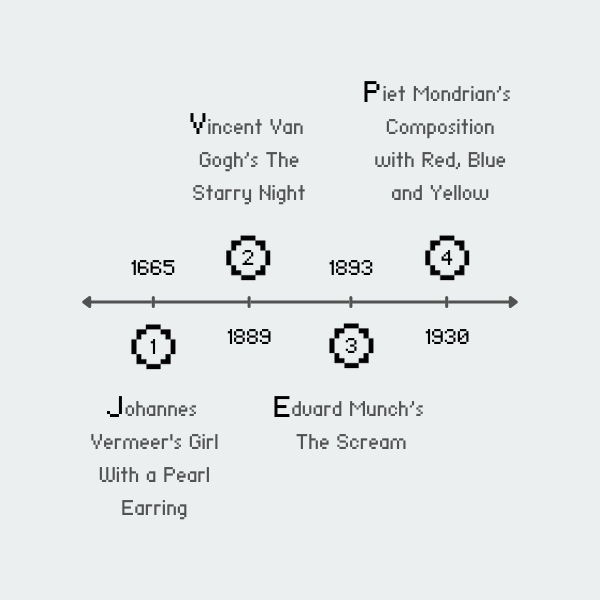 Piet Mondrian's
Composition
with Red, Blue
and Yellow
Vincent Van
Gogh's The
Starry Night
1665
2
1893
4
1
1889
3
1930
Johannes
Vermeer's Girl
With a Pearl
Earring
Edvard Munch's
The Scream